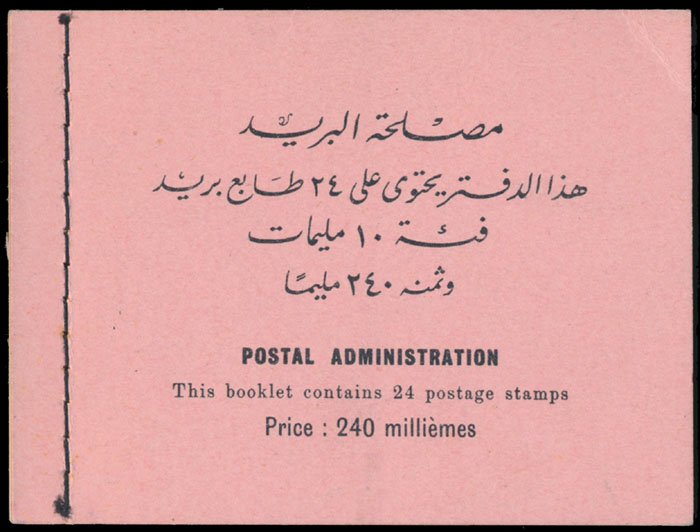 مصلحة البريد
هذا الدفتر يحتوى على ٢٤ طابع بريد
فئة ١٠ مليمات
وثمنه ٢٤٠ مليمًا
POSTAL ADMINISTRATION
This booklet contains 24 postage stamps
Price : 240 millièmes